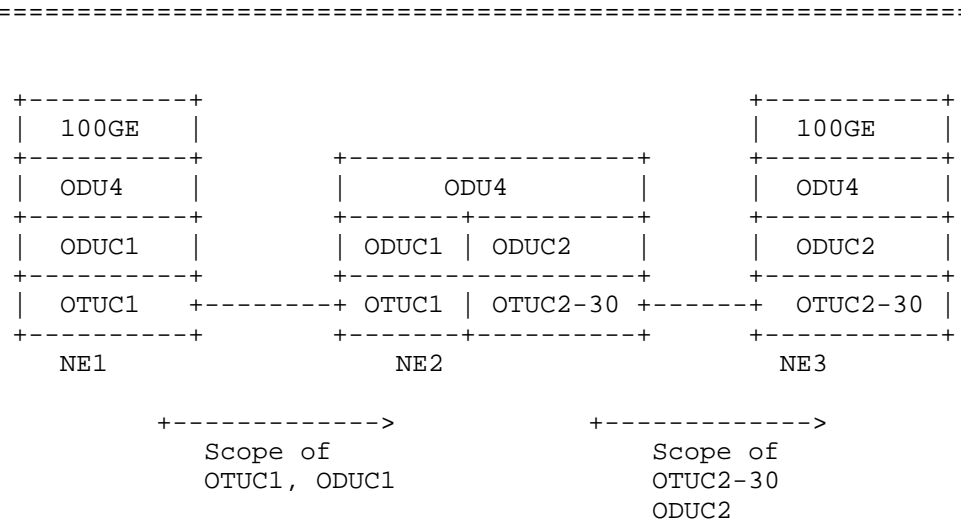 ==================================================================
+----------+ +-----------+
| 100GE | | 100GE |
+----------+ +------------------+ +-----------+
| ODU4 | | ODU4 | | ODU4 |
+----------+ +-------+----------+ +-----------+
| ODUC1 | | ODUC1 | ODUC2 | | ODUC2 |
+----------+ +------------------+ +-----------+
| OTUC1 +--------+ OTUC1 | OTUC2-30 +------+ OTUC2-30 |
+----------+ +-------+----------+ +-----------+
NE1 NE2 NE3
+-------------> +------------->
Scope of Scope of
OTUC1, ODUC1 OTUC2-30
ODUC2